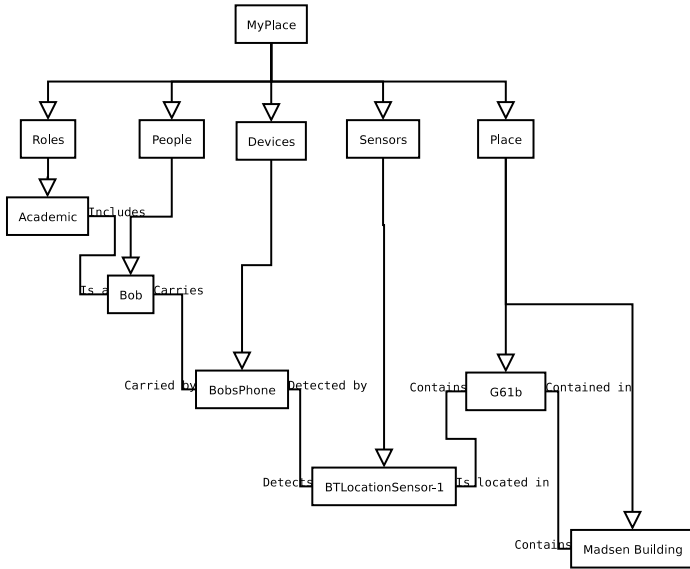 MyPlace
Roles
People
Devices
Sensors
Place
Academic
Includes
Is a
Bob
Carries
Carried by
BobsPhone
Detected by
Contains
G61b
Contained in
Detects
BTLocationSensor-1
Is located in
Contains
Madsen Building